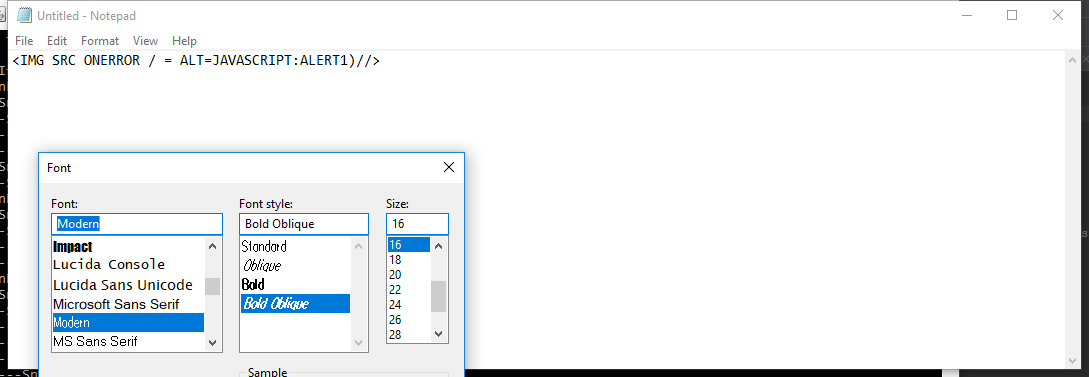 Untitled - Notepad
File Edit Format View Help
<IMG SRC ONERROR / = ALT=JAVASCRIPT:ALERT1)//>
Font
Font: Font style: Size:
Modern Bold Oblique 16
Impact Standard 16
Lucida Console Oblique 18
Lucida Sans Unicode Bold 20
Microsoft Sans Serif Bold Oblique 22
Modern 24
MS Sans Serif 26
28
Sample